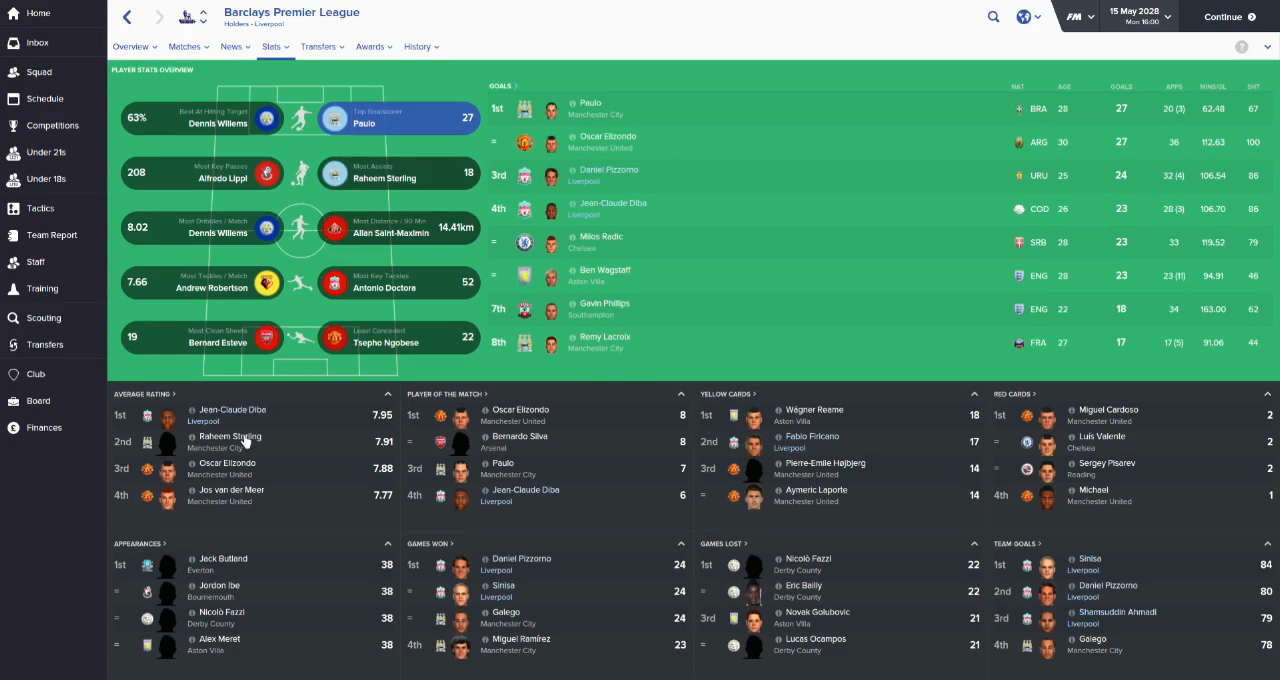 Home
Inbox
Squad
Schedule
Competitions
Under 21s
Under 18s
Tactics
Team Report
Staff
Training
Scouting
Transfers
Club
Board
Finances
Barclays Premier League
Holders - Liverpool
FM
15 May 2028
Mon 16:00
Continue
Overview
Matches
News
Stats
Transfers
Awards
History
?
PLAYER STATS OVERVIEW
63%
Best At Hitting Target
Dennis Willems
Top Goalscorer
Paulo
27
208
Most Key Passes
Alfredo Lippi
Most Assists
Raheem Sterling
18
8.02
Most Dribbles / Match
Dennis Willems
Most Distance / 90 Min
Allan Saint-Maximin
14.41km
7.66
Most Tackles / Match
Andrew Robertson
Most Key Tackles
Antonio Doctora
52
19
Most Clean Sheets
Bernard Esteve
Least Conceded
Tsepho Ngobese
22
GOALS > NAT AGE GOALS APPS MINS/GL SHT
1st Paulo BRA 28 27 20 (3) 62.48 67
Manchester City
= Oscar Elizondo ARG 30 27 36 112.63 100
Manchester United
3rd Daniel Pizzorno URU 25 24 32 (4) 106.54 86
Liverpool
4th Jean-Claude Diba COD 26 23 28 (3) 106.70 86
Liverpool
= Milos Radic SRB 28 23 33 119.52 79
Chelsea
= Ben Wagstaff ENG 28 23 23 (11) 94.91 46
Aston Villa
7th Gavin Phillips ENG 22 18 34 163.00 62
Southampton
8th Remy Lacroix FRA 27 17 17 (5) 91.06 44
Manchester City
AVERAGE RATING >
1st Jean-Claude Diba 7.95
Liverpool
2nd Raheem Sterling 7.91
Manchester City
3rd Oscar Elizondo 7.88
Manchester United
4th Jos van der Meer 7.77
Manchester United
PLAYER OF THE MATCH >
1st Oscar Elizondo 8
Manchester United
= Bernardo Silva 8
Arsenal
3rd Paulo 7
Manchester City
4th Jean-Claude Diba 6
Liverpool
YELLOW CARDS >
1st Wágner Reame 18
Aston Villa
2nd Fabio Firicano 17
Liverpool
3rd Pierre-Emile Højbjerg 14
Manchester United
= Aymeric Laporte 14
Manchester United
RED CARDS >
1st Miguel Cardoso 2
Manchester United
= Luís Valente 2
Chelsea
= Sergey Pisarev 2
Reading
4th Michael 1
Manchester United
APPEARANCES >
1st Jack Butland 38
Everton
= Jordon Ibe 38
Bournemouth
= Nicolò Fazzi 38
Derby County
= Alex Meret 38
Aston Villa
GAMES WON >
1st Daniel Pizzorno 24
Liverpool
= Sinisa 24
Liverpool
= Galego 24
Manchester City
4th Miguel Ramírez 23
Manchester City
GAMES LOST >
1st Nicolò Fazzi 22
Derby County
= Eric Bailly 22
Derby County
3rd Novak Golubovic 21
Aston Villa
= Lucas Ocampos 21
Derby County
TEAM GOALS >
1st Sinisa 84
Liverpool
2nd Daniel Pizzorno 80
Liverpool
3rd Shamsuddin Ahmadi 79
Liverpool
4th Galego 78
Manchester City